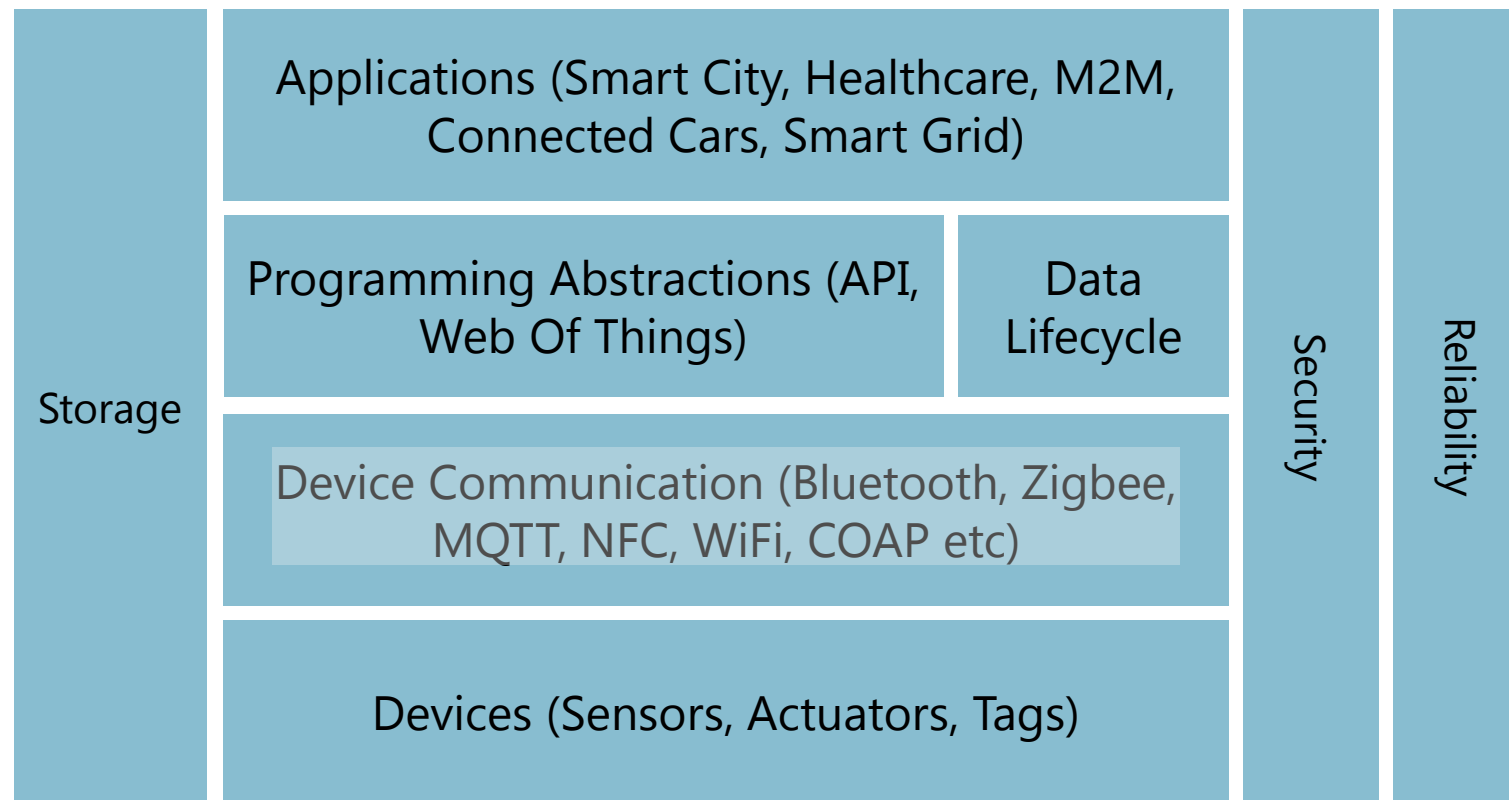 Storage
Applications (Smart City, Healthcare, M2M,
Connected Cars, Smart Grid)
Programming Abstractions (API,
Web Of Things)
Data
Lifecycle
Device Communication (Bluetooth, Zigbee,
MQTT, NFC, WiFi, COAP etc)
Devices (Sensors, Actuators, Tags)
Security
Reliability